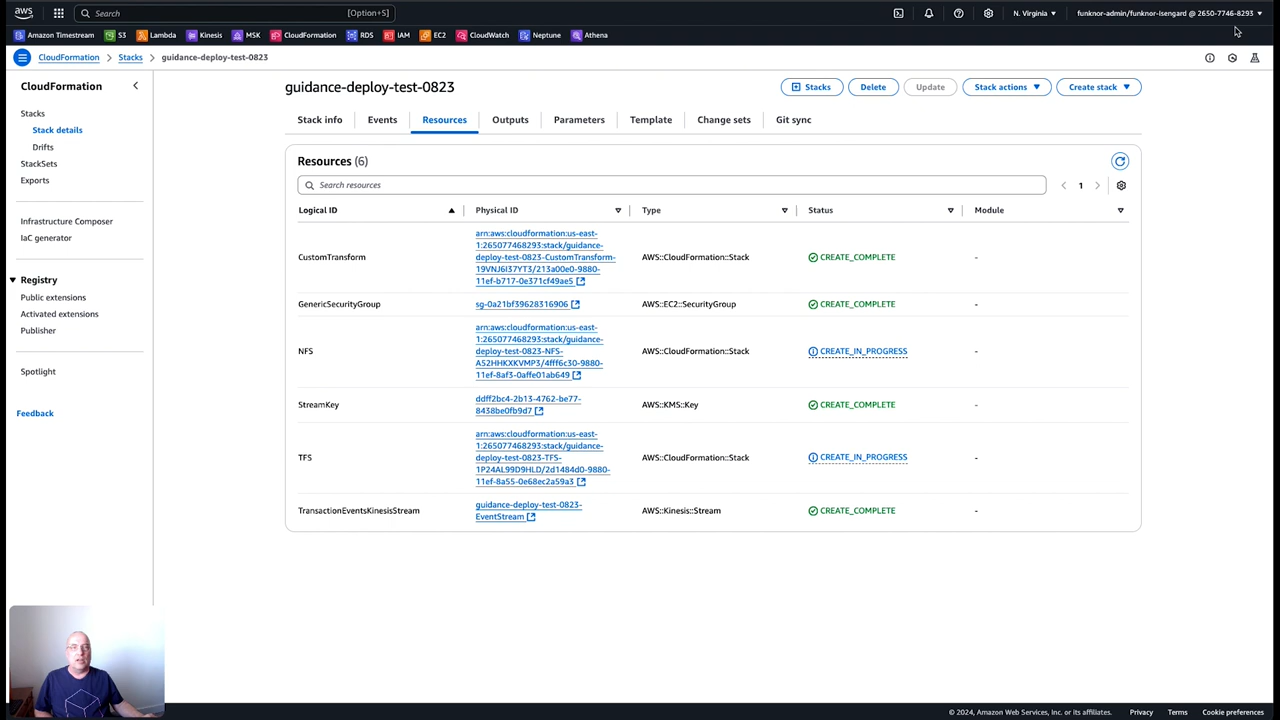 aws
Search
[Option+S]
N. Virginia
funknor-admin/funknor-isengard @ 2650-7746-8293
Amazon Timestream
S3
Lambda
Kinesis
MSK
CloudFormation
RDS
IAM
EC2
CloudWatch
Neptune
Athena
CloudFormation
Stacks
guidance-deploy-test-0823
CloudFormation
Stacks
Stack details
Drifts
StackSets
Exports
Infrastructure Composer
IaC generator
Registry
Public extensions
Activated extensions
Publisher
Spotlight
Feedback
guidance-deploy-test-0823
Stacks
Delete
Update
Stack actions
Create stack
Stack info
Events
Resources
Outputs
Parameters
Template
Change sets
Git sync
Resources (6)
Search resources
1
Logical ID
Physical ID
Type
Status
Module
CustomTransform
arn:aws:cloudformation:us-east-
1:265077468293:stack/guidance-
deploy-test-0823-CustomTransform-
19VNJ6I37YT3/213a00e0-9880-
11ef-b717-0e371cf49ae5
AWS::CloudFormation::Stack
CREATE_COMPLETE
-
GenericSecurityGroup
sg-0a21bf39628316906
AWS::EC2::SecurityGroup
CREATE_COMPLETE
-
NFS
arn:aws:cloudformation:us-east-
1:265077468293:stack/guidance-
deploy-test-0823-NFS-
A52HHKXKVMP3/4fff6c30-9880-
11ef-8af3-0affe01ab649
AWS::CloudFormation::Stack
CREATE_IN_PROGRESS
-
StreamKey
ddff2bc4-2b13-4762-be77-
8438be0fb9d7
AWS::KMS::Key
CREATE_COMPLETE
-
TFS
arn:aws:cloudformation:us-east-
1:265077468293:stack/guidance-
deploy-test-0823-TFS-
1P24AL99D9HLD/2d1484d0-9880-
11ef-8a55-0e68ec2a59a3
AWS::CloudFormation::Stack
CREATE_IN_PROGRESS
-
TransactionEventsKinesisStream
guidance-deploy-test-0823-
EventStream
AWS::Kinesis::Stream
CREATE_COMPLETE
-
© 2024, Amazon Web Services, Inc. or its affiliates.
Privacy
Terms
Cookie preferences